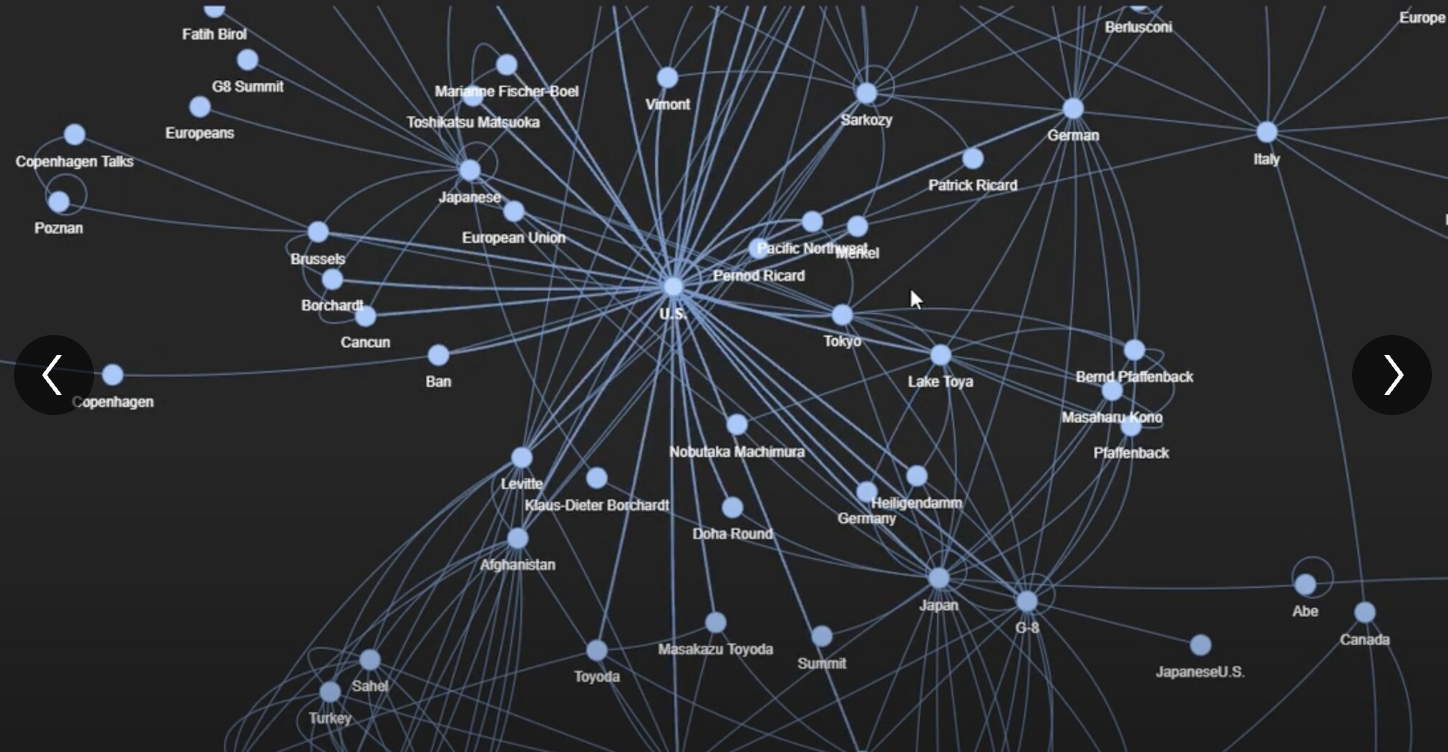 Fatih Birol
Berlusconi
Europe
G8 Summit
Marianne Fischer-Boel
Vimont
Toshikatsu Matsuoka
Sarkozy
Europeans
German
Copenhagen Talks
Italy
Japanese
Patrick Ricard
Poznan
European Union
Pacific Northwest
Merkel
Brussels
Pernod Ricard
Borchardt
U.S.
Cancun
Tokyo
Ban
Lake Toya
Bernd Pfaffenback
Copenhagen
Masaharu Kono
Nobutaka Machimura
Pfaffenback
Levitte
Klaus-Dieter Borchardt
Heiligendamm
Germany
Doha Round
Afghanistan
Japan
Abe
G-8
Canada
Masakazu Toyoda
Summit
JapaneseU.S.
Toyoda
Sahel
Turkey